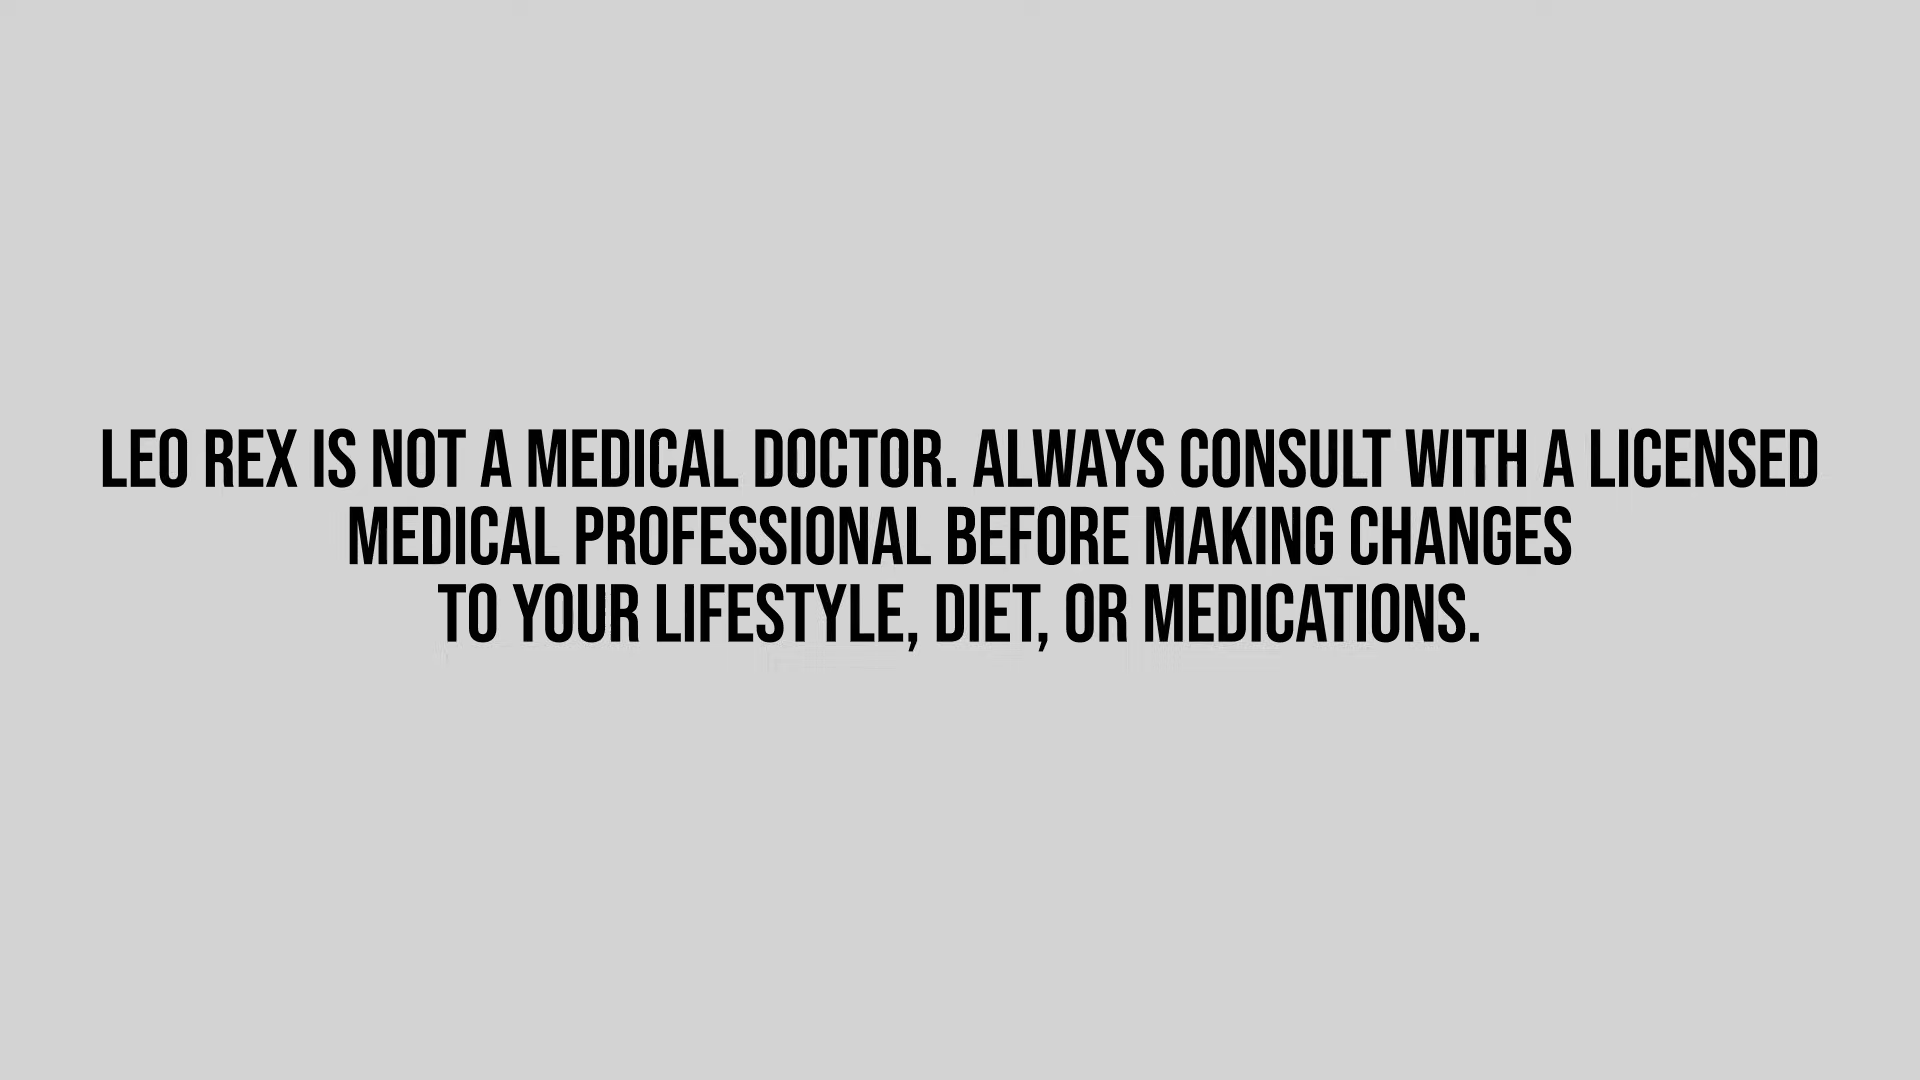 LEO REX IS NOT A MEDICAL DOCTOR. ALWAYS CONSULT WITH A LICENSED
MEDICAL PROFESSIONAL BEFORE MAKING CHANGES
TO YOUR LIFESTYLE, DIET, OR MEDICATIONS.